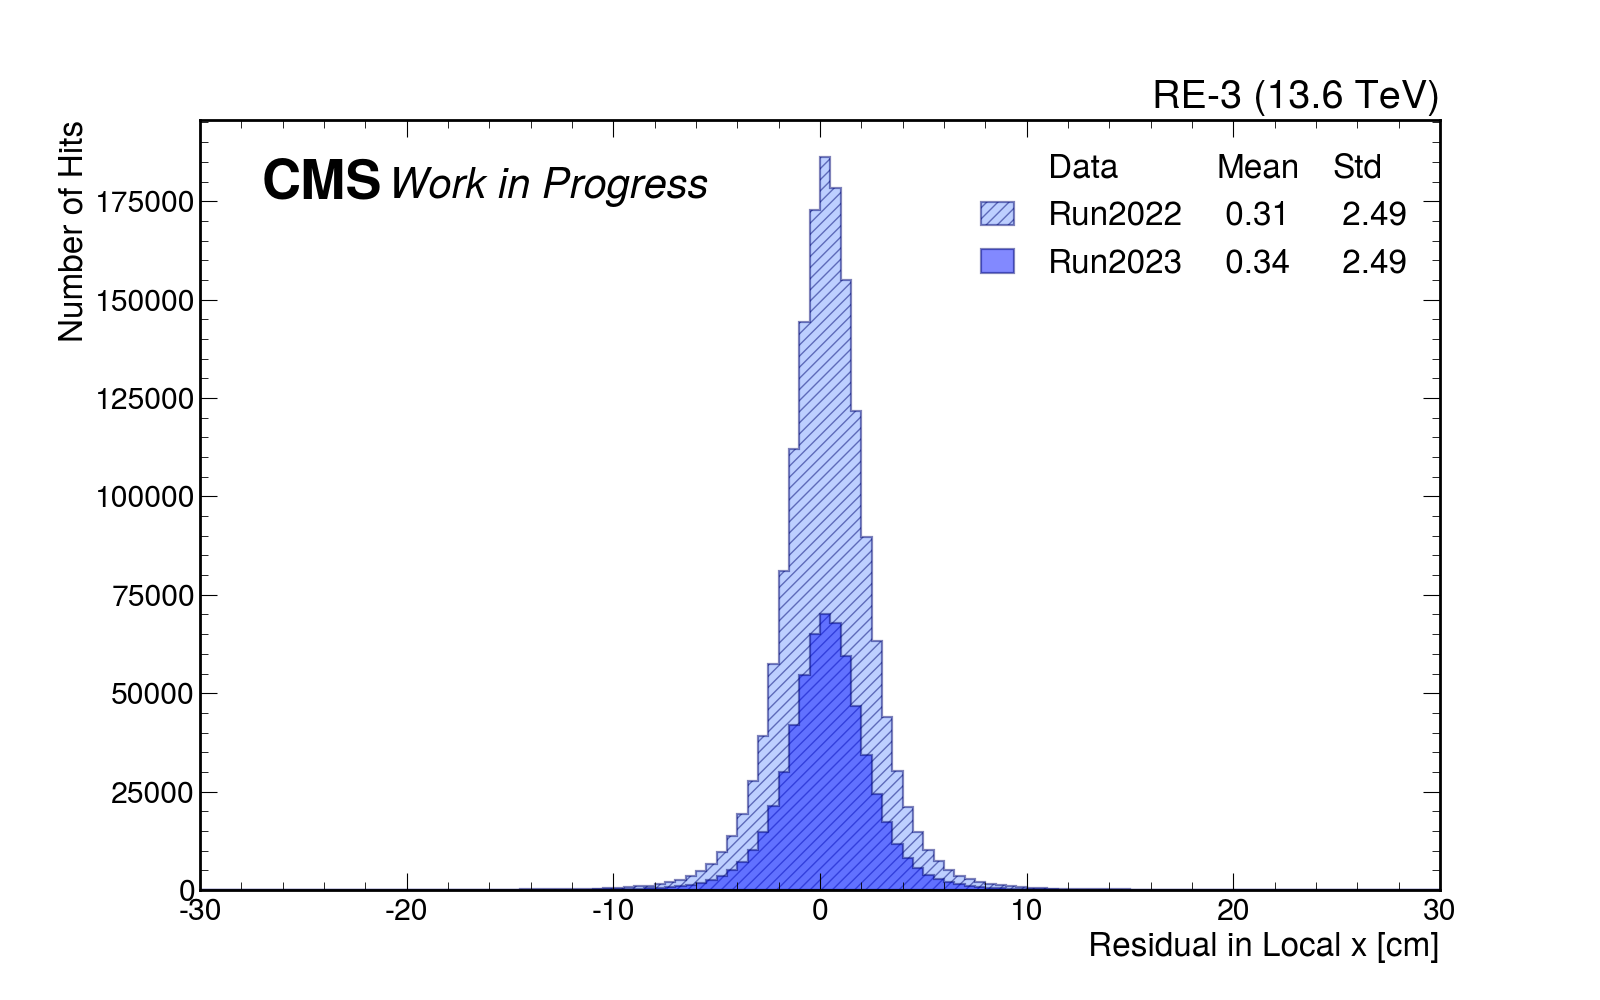 RE-3 (13.6 TeV)
CMS Work in Progress
Data Mean Std
Run2022 0.31 2.49
Run2023 0.34 2.49
Number of Hits
175000
150000
125000
100000
75000
50000
25000
0
-30 -20 -10 0 10 20 30
Residual in Local x [cm]